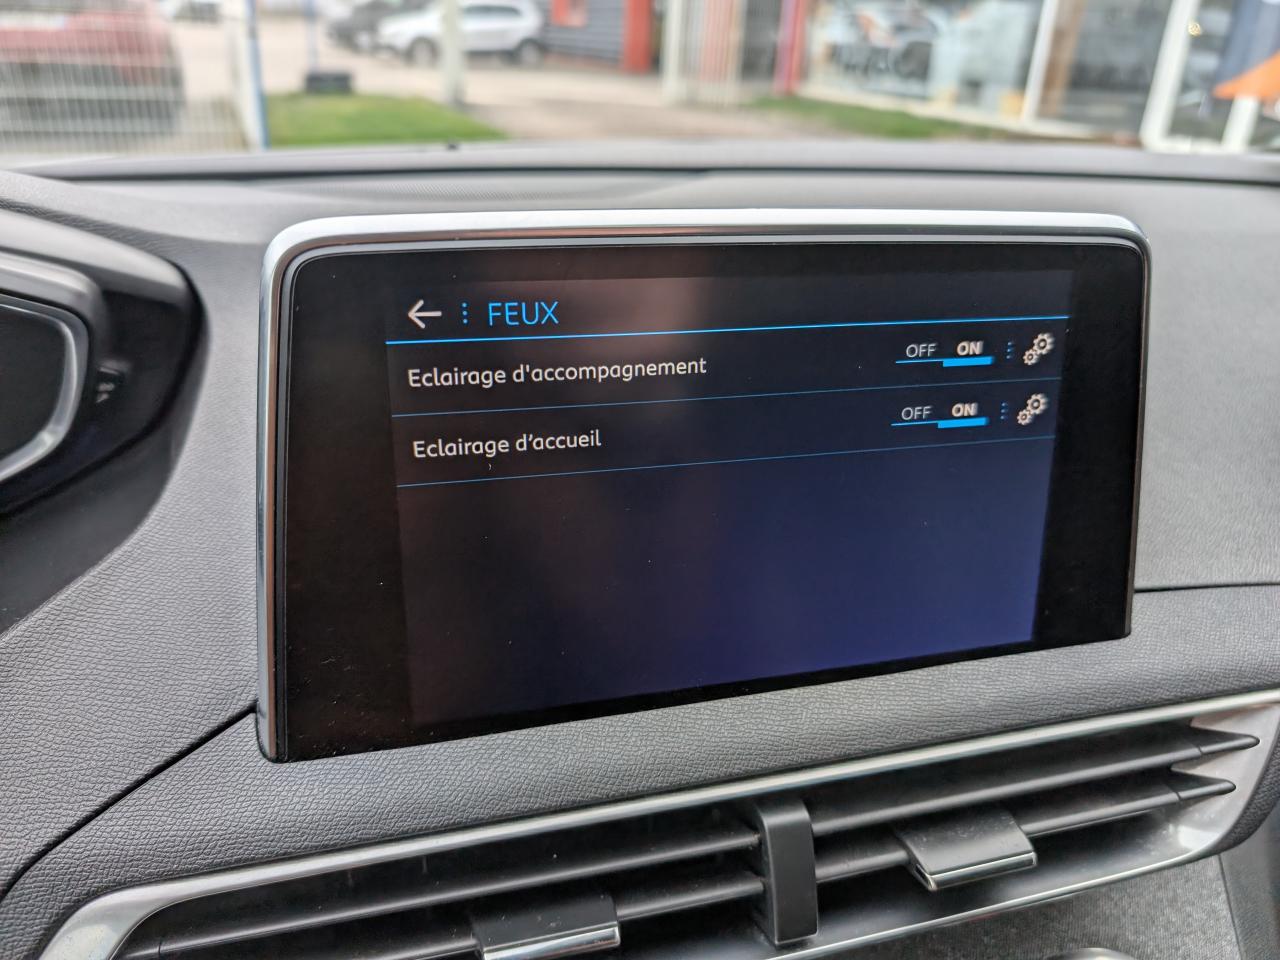 FEUX
Eclairage d'accompagnement OFF ON
Eclairage d'accueil OFF ON